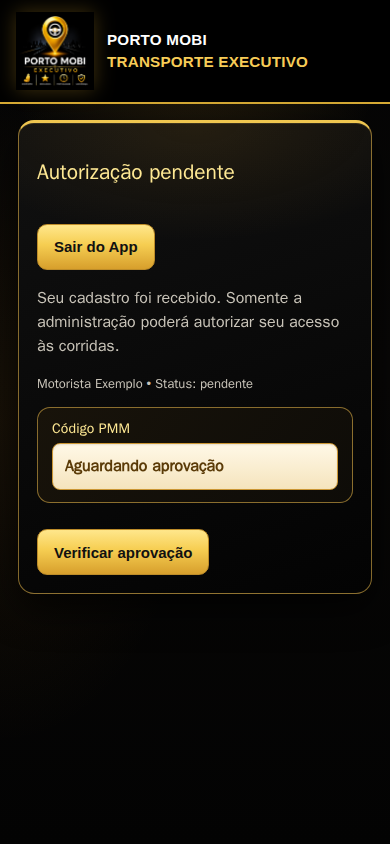 PORTO MOBI
EXECUTIVO
PORTO MOBI
TRANSPORTE EXECUTIVO
Autorização pendente
Sair do App
Seu cadastro foi recebido. Somente a
administração poderá autorizar seu acesso
às corridas.
Motorista Exemplo • Status: pendente
Código PMM
Aguardando aprovação
Verificar aprovação